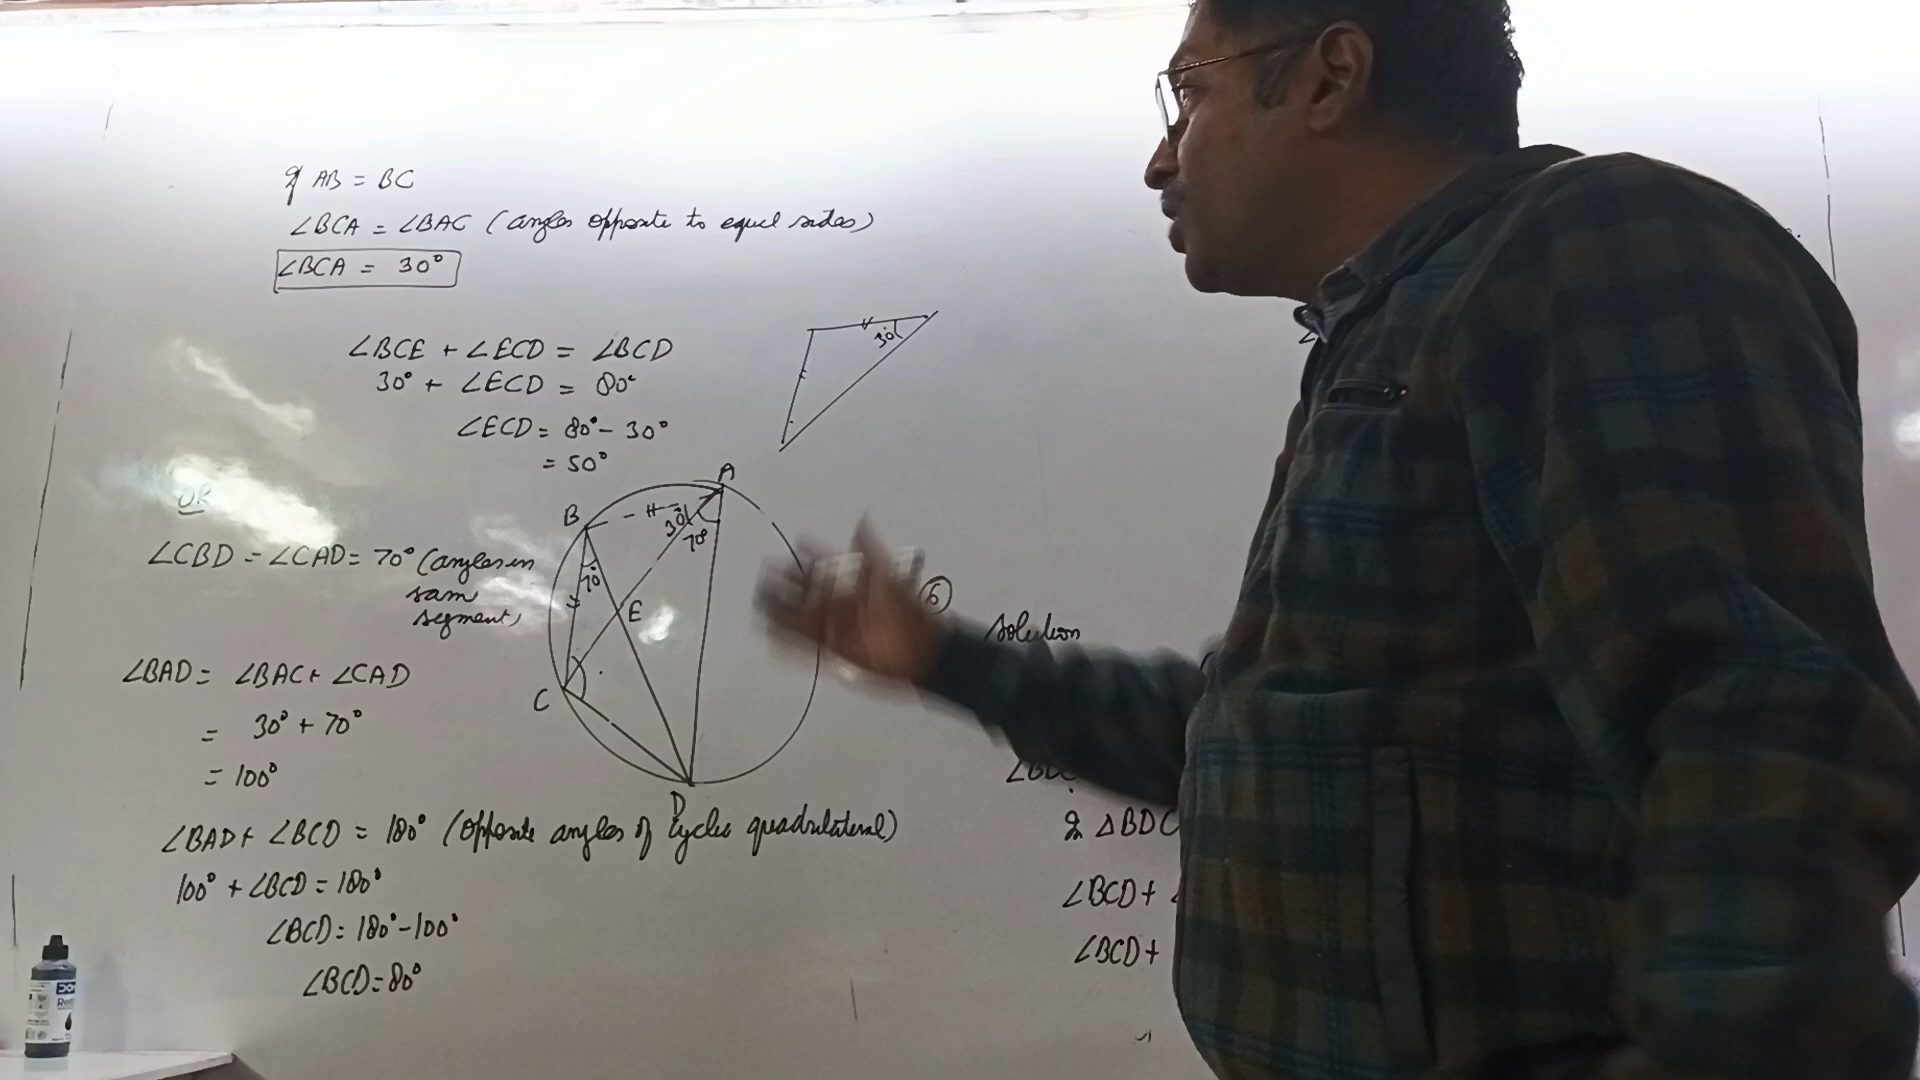 If AB = BC
∠BCA = ∠BAC (angles opposite to equal sides)
∠BCA = 30°
∠BCE + ∠ECD = ∠BCD
30° + ∠ECD = 80°
∠ECD = 80° - 30°
= 50°
30°
OR
∠CBD = ∠CAD = 70° (angles in
sam
segment)
∠BAD = ∠BAC + ∠CAD
= 30° + 70°
= 100°
∠BAD + ∠BCD = 180° (opposite angles of cyclic quadrilateral)
100° + ∠BCD = 180°
∠BCD = 180° - 100°
∠BCD = 80°
A
B
30°
70°
70°
E
C
D
6
Solution
In ΔBDC
∠BCD +
∠BCD +